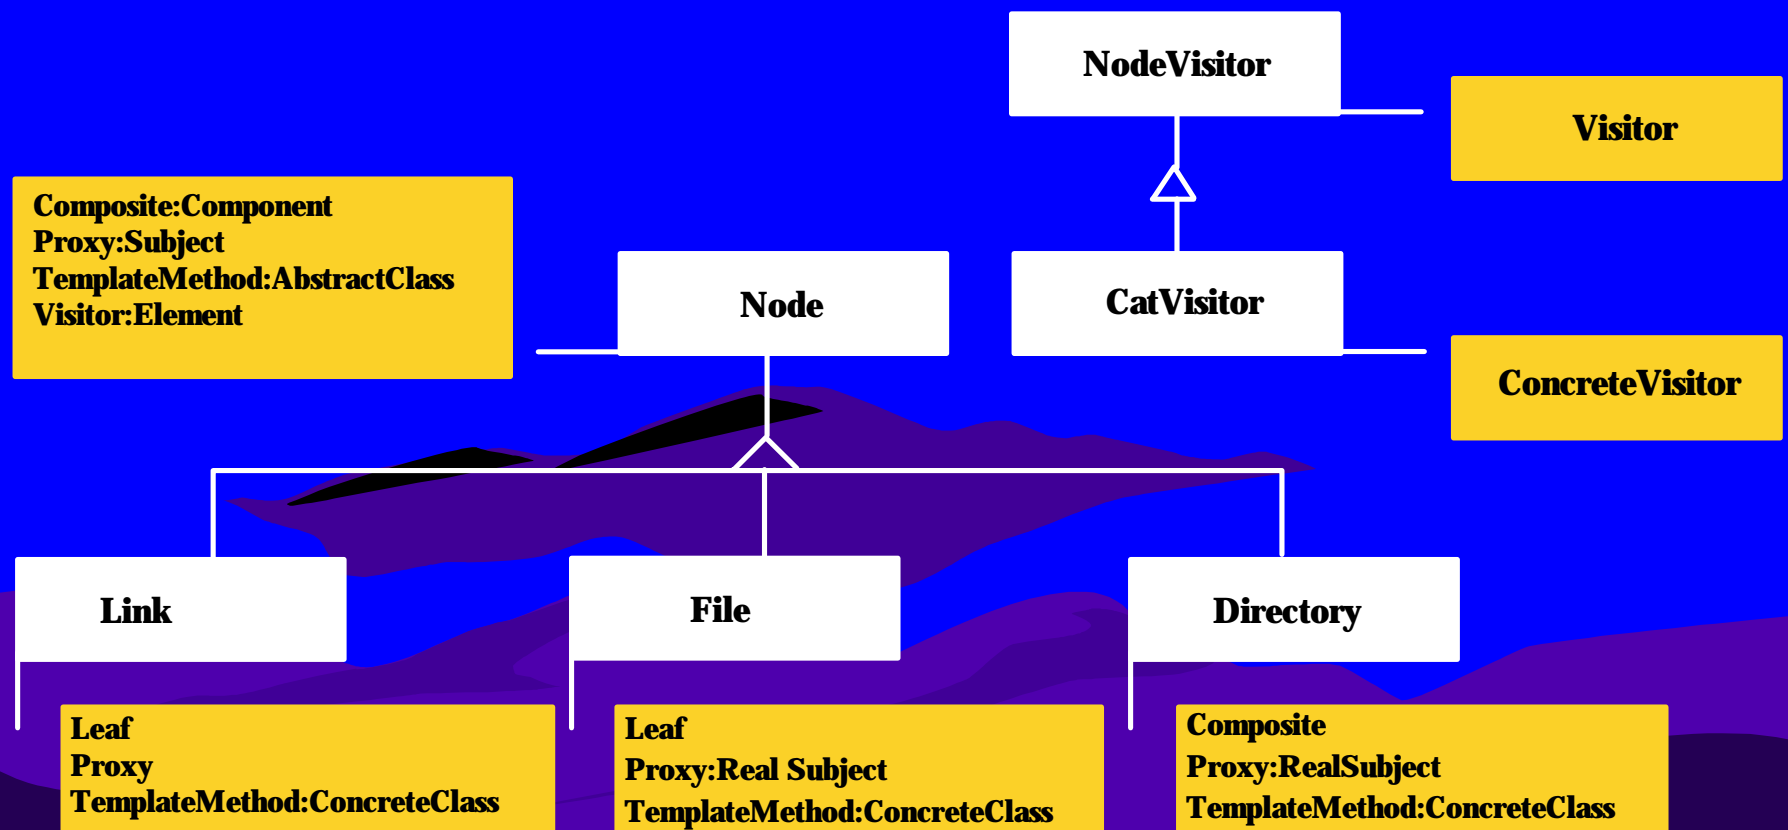 NodeVisitor
Visitor
Composite:Component
Proxy:Subject
TemplateMethod:AbstractClass
Visitor:Element
Node
CatVisitor
ConcreteVisitor
Link
File
Directory
Leaf
Proxy
TemplateMethod:ConcreteClass
Leaf
Proxy:Real Subject
TemplateMethod:ConcreteClass
Composite
Proxy:RealSubject
TemplateMethod:ConcreteClass